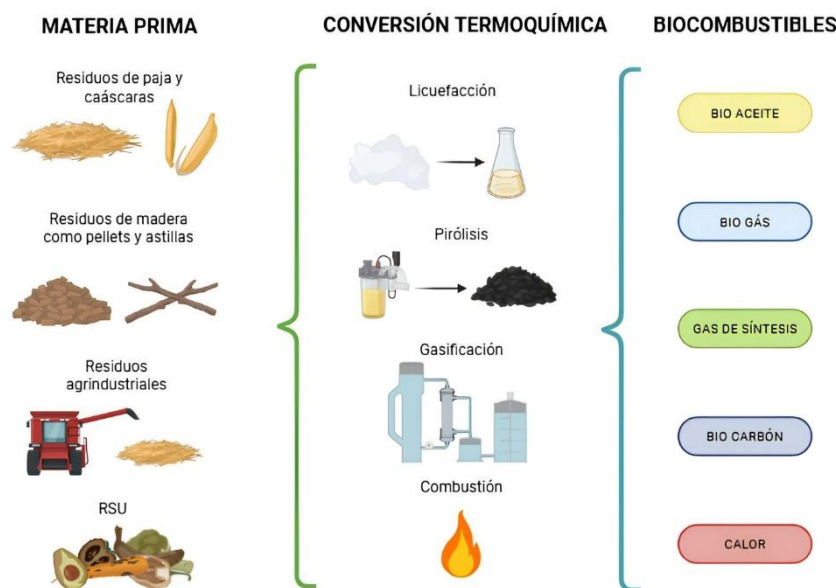 MATERIA PRIMA
Residuos de paja y
caáscaras
Residuos de madera
como pellets y astillas
Residuos
agrindustriales
RSU
CONVERSIÓN TERMOQUÍMICA
Licuefacción
Pirólisis
Gasificación
Combustión
BIOCOMBUSTIBLES
BIO ACEITE
BIO GÁS
GAS DE SÍNTESIS
BIO CARBÓN
CALOR